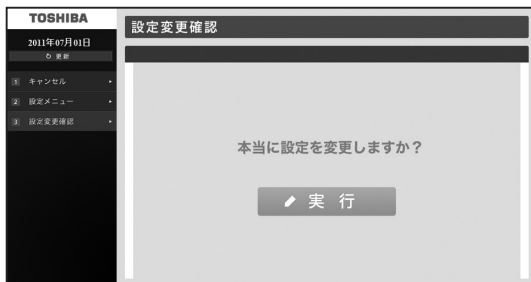 TOSHIBA
2011年07月01日
更新
1 キャンセル
2 設定メニュー
3 設定変更確認
設定変更確認
本当に設定を変更しますか？
実 行